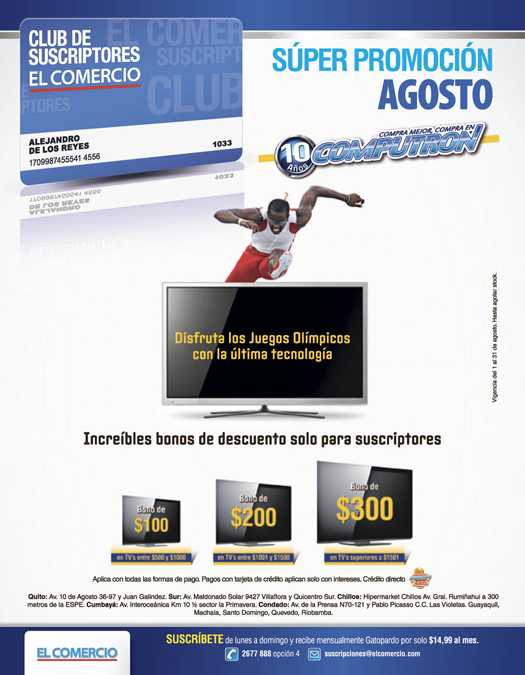 CLUB DE
SUSCRIPTORES
EL COMERCIO
ALEJANDRO
DE LOS REYES
1033
1709987455541 4556
SÚPER PROMOCIÓN
AGOSTO
10
Años
COMPRA MEJOR, COMPRA EN
COMPUTRON
Disfruta los Juegos Olímpicos
con la última tecnología
Vigencia del 1 al 31 de agosto. Hasta agotar stock.
Increíbles bonos de descuento solo para suscriptores
Bono de
$100
en TV's entre $500 y $1000
Bono de
$200
en TV's entre $1001 y $1500
Bono de
$300
en TV's superiores a $1501
Aplica con todas las formas de pago. Pagos con tarjeta de crédito aplican solo con intereses. Crédito directo
Quito: Av. 10 de Agosto 36-97 y Juan Galindez. Sur: Av. Maldonado Solar 9427 Villaflora y Quicentro Sur. Chillos: Hipermarket Chillos Av. Gral. Rumiñahui a 300
metros de la ESPE. Cumbayá: Av. Interoceánica Km 10 ½ sector la Primavera. Condado: Av. de la Prensa N70-121 y Pablo Picasso C.C. Las Violetas. Guayaquil,
Machala, Santo Domingo, Quevedo, Riobamba.
EL COMERCIO
SUSCRÍBETE de lunes a domingo y recibe mensualmente Gatopardo por solo $14,99 al mes.
2677 888 opción 4 suscripciones@elcomercio.com